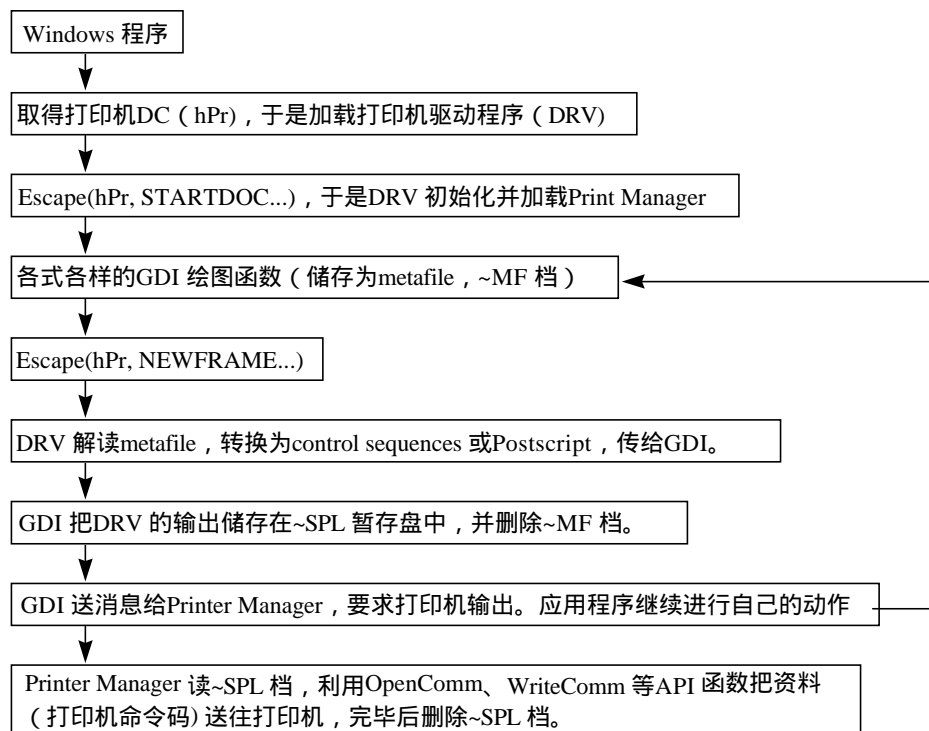 Windows 程序
取得打印机DC（hPr)，于是加载打印机驱动程序（DRV)
Escape(hPr, STARTDOC...)，于是DRV 初始化并加载Print Manager
各式各样的GDI 绘图函数（储存为metafile，~MF 档）
Escape(hPr, NEWFRAME...)
DRV 解读metafile，转换为control sequences 或Postscript，传给GDI。
GDI 把DRV 的输出储存在~SPL 暂存盘中，并删除~MF 档。
GDI 送消息给Printer Manager，要求打印机输出。应用程序继续进行自己的动作
Printer Manager 读~SPL 档，利用OpenComm、WriteComm 等API 函数把资料
（打印机命令码) 送往打印机，完毕后删除~SPL 档。